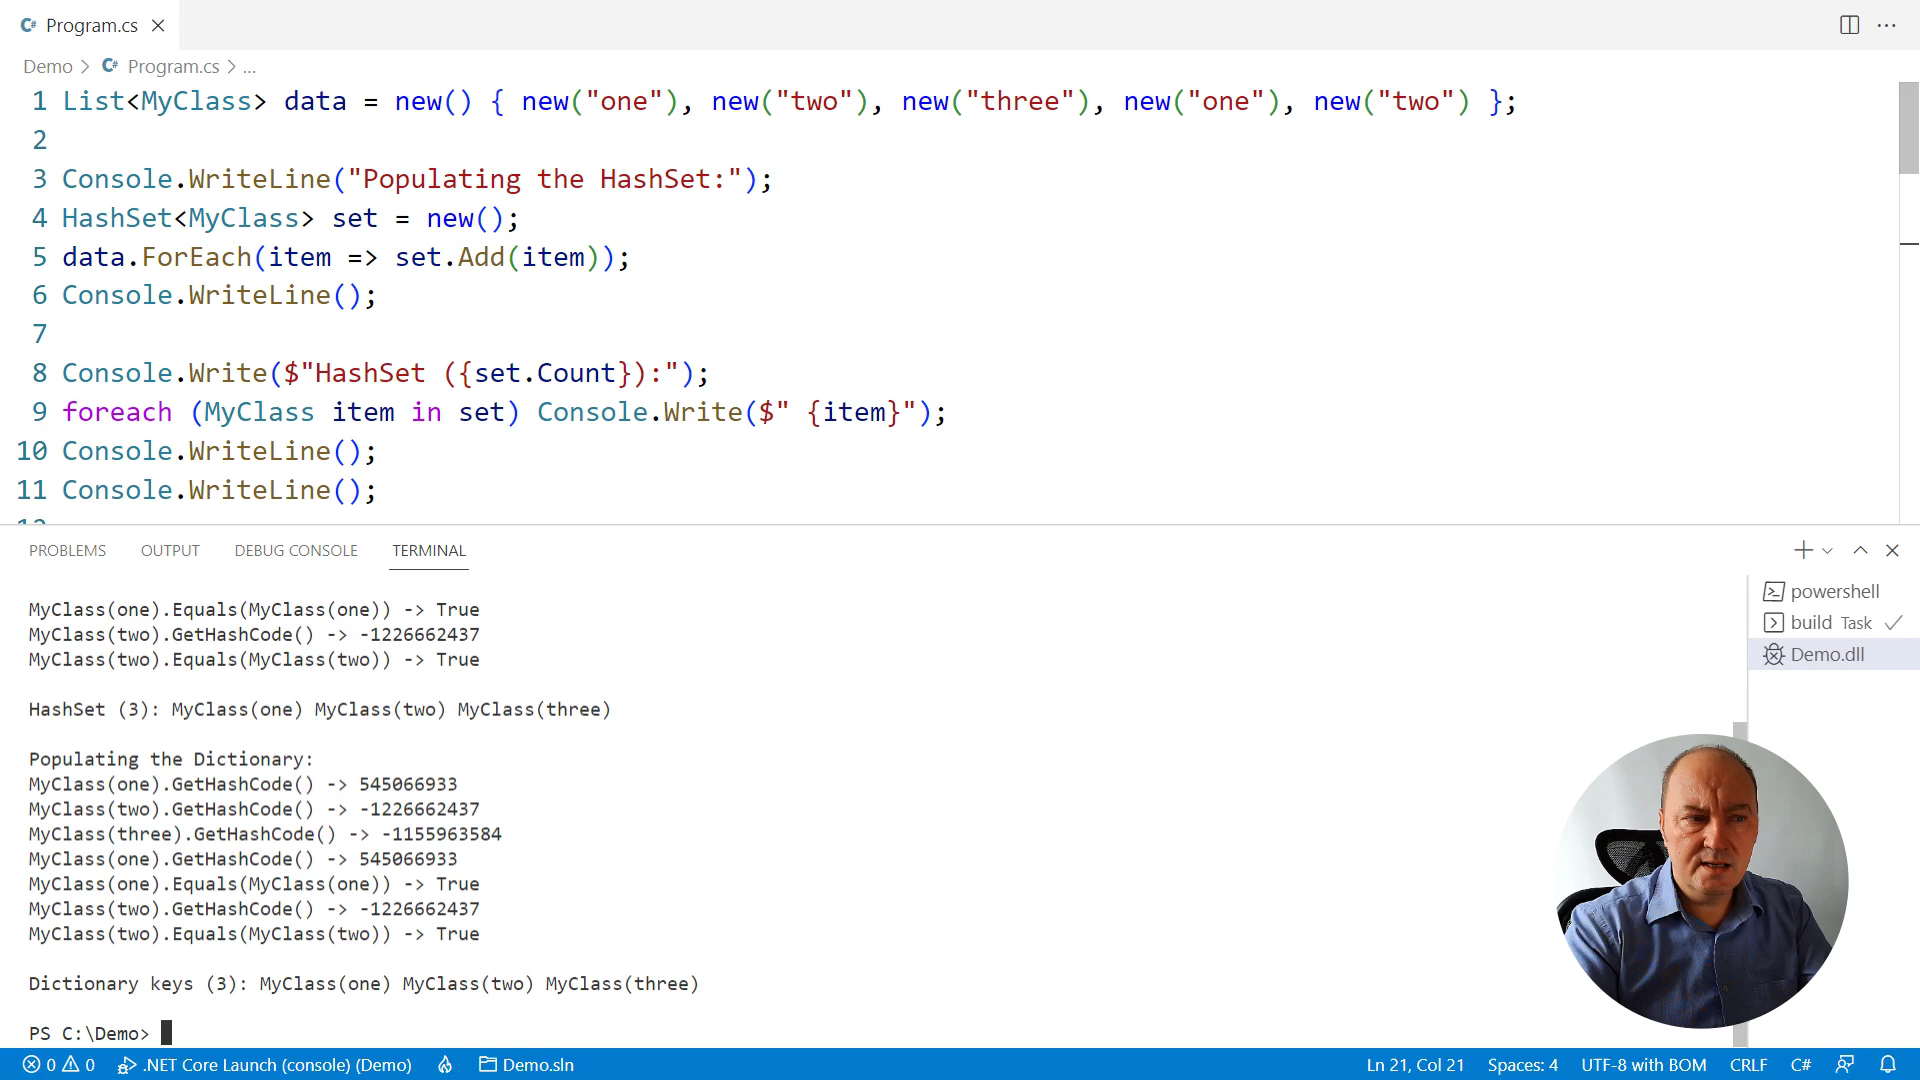 Program.cs
Demo > Program.cs > ...
1 List<MyClass> data = new() { new("one"), new("two"), new("three"), new("one"), new("two") };
2
3 Console.WriteLine("Populating the HashSet:");
4 HashSet<MyClass> set = new();
5 data.ForEach(item => set.Add(item));
6 Console.WriteLine();
7
8 Console.Write($"HashSet ({set.Count}):");
9 foreach (MyClass item in set) Console.Write($" {item}");
10 Console.WriteLine();
11 Console.WriteLine();
PROBLEMS OUTPUT DEBUG CONSOLE TERMINAL
MyClass(one).Equals(MyClass(one)) -> True
MyClass(two).GetHashCode() -> -1226662437
MyClass(two).Equals(MyClass(two)) -> True
HashSet (3): MyClass(one) MyClass(two) MyClass(three)
Populating the Dictionary:
MyClass(one).GetHashCode() -> 545066933
MyClass(two).GetHashCode() -> -1226662437
MyClass(three).GetHashCode() -> -1155963584
MyClass(one).GetHashCode() -> 545066933
MyClass(one).Equals(MyClass(one)) -> True
MyClass(two).GetHashCode() -> -1226662437
MyClass(two).Equals(MyClass(two)) -> True
Dictionary keys (3): MyClass(one) MyClass(two) MyClass(three)
PS C:\Demo>
powershell
build Task
Demo.dll
0 0 .NET Core Launch (console) (Demo) Demo.sln Ln 21, Col 21 Spaces: 4 UTF-8 with BOM CRLF C#